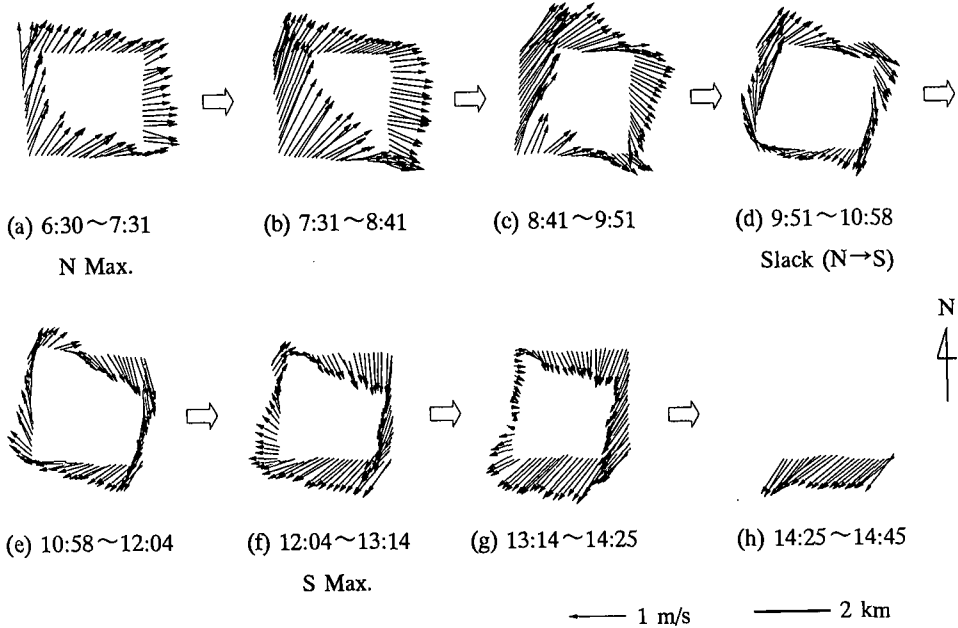 (a) 6:30～7:31
(b) 7:31～8:41
(c) 8:41～9:51
(d) 9:51～10:58
N Max.
Slack (N→S)
N
(e) 10:58～12:04
(f) 12:04～13:14
(g) 13:14～14:25
(h) 14:25～14:45
S Max.
1 m/s
2 km